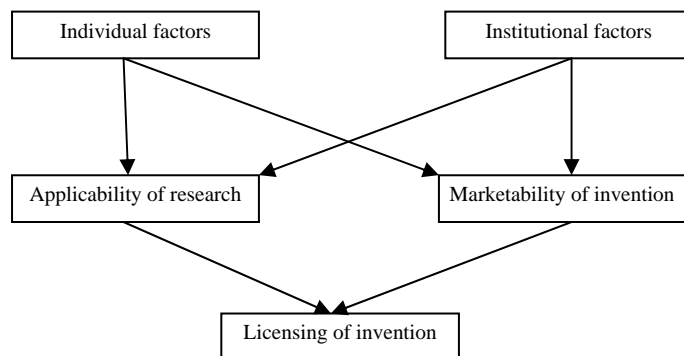 Individual factors
Institutional factors
Applicability of research
Marketability of invention
Licensing of invention